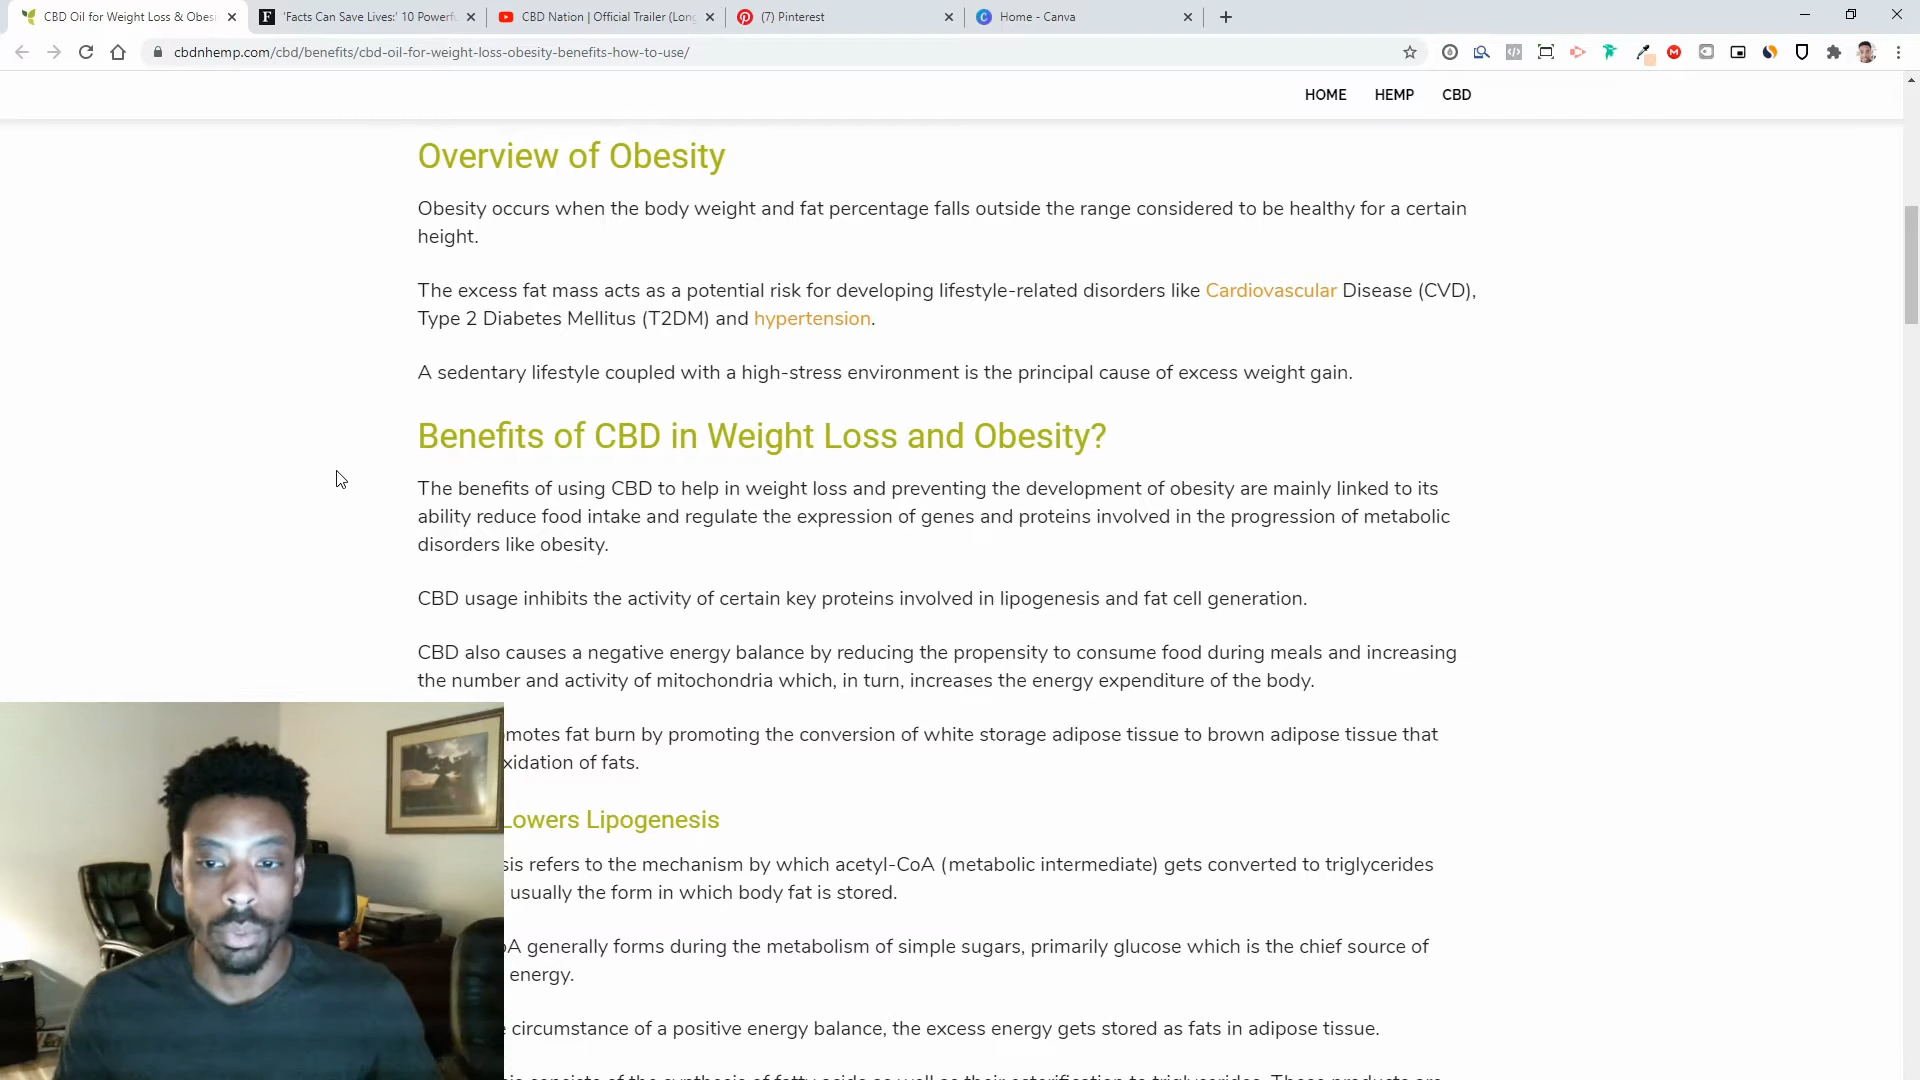 CBD Oil for Weight Loss & Obesi
'Facts Can Save Lives:' 10 Powerfu
CBD Nation | Official Trailer (Long
(7) Pinterest
Home - Canva
cbdnhemp.com/cbd/benefits/cbd-oil-for-weight-loss-obesity-benefits-how-to-use/
HOME HEMP CBD
Overview of Obesity
Obesity occurs when the body weight and fat percentage falls outside the range considered to be healthy for a certain
height.
The excess fat mass acts as a potential risk for developing lifestyle-related disorders like Cardiovascular Disease (CVD),
Type 2 Diabetes Mellitus (T2DM) and hypertension.
A sedentary lifestyle coupled with a high-stress environment is the principal cause of excess weight gain.
Benefits of CBD in Weight Loss and Obesity?
The benefits of using CBD to help in weight loss and preventing the development of obesity are mainly linked to its
ability reduce food intake and regulate the expression of genes and proteins involved in the progression of metabolic
disorders like obesity.
CBD usage inhibits the activity of certain key proteins involved in lipogenesis and fat cell generation.
CBD also causes a negative energy balance by reducing the propensity to consume food during meals and increasing
the number and activity of mitochondria which, in turn, increases the energy expenditure of the body.
omotes fat burn by promoting the conversion of white storage adipose tissue to brown adipose tissue that
xidation of fats.
Lowers Lipogenesis
sis refers to the mechanism by which acetyl-CoA (metabolic intermediate) gets converted to triglycerides
usually the form in which body fat is stored.
oA generally forms during the metabolism of simple sugars, primarily glucose which is the chief source of
energy.
circumstance of a positive energy balance, the excess energy gets stored as fats in adipose tissue.